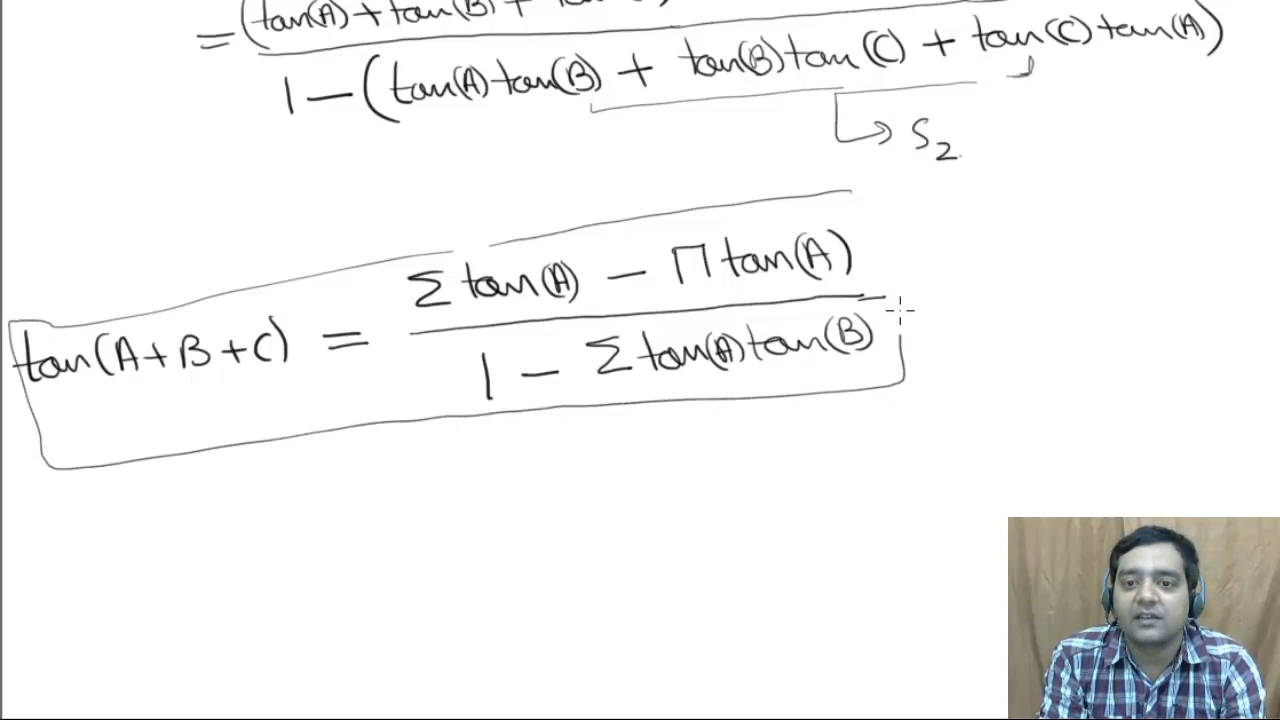 = (tan(A) + tan(B) +
1 - (tan(A) tan(B) + tan(B) tan(C) + tan(C) tan(A))
S2
Σ tan(A) - Π tan(A)
tan(A+B+C) =
1 - Σ tan(A) tan(B)